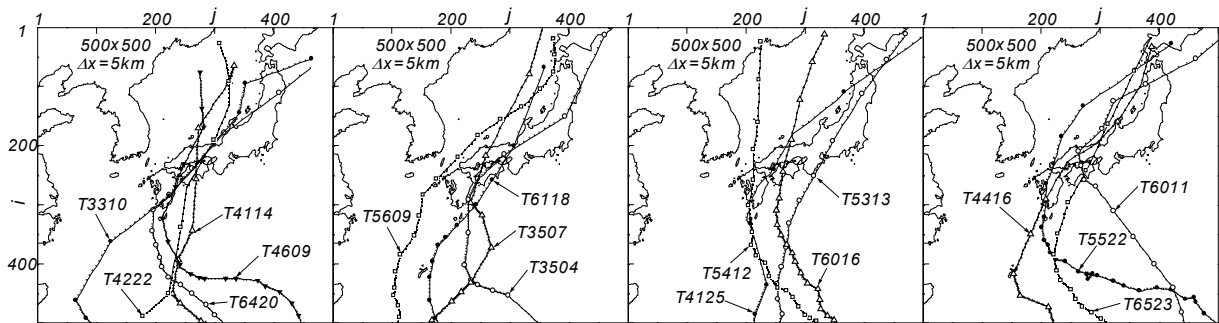 1 200 j 400
1 200 j 400
1 200 j 400
1 200 j 400
1
200
i
400
500x500
Δx=5km
T3310
T4114
T4609
T4222
T6420
500x500
Δx=5km
T6118
T5609
T3507
T3504
500x500
Δx=5km
T5313
T5412
T6016
T4125
500x500
Δx=5km
T6011
T4416
T5522
T6523